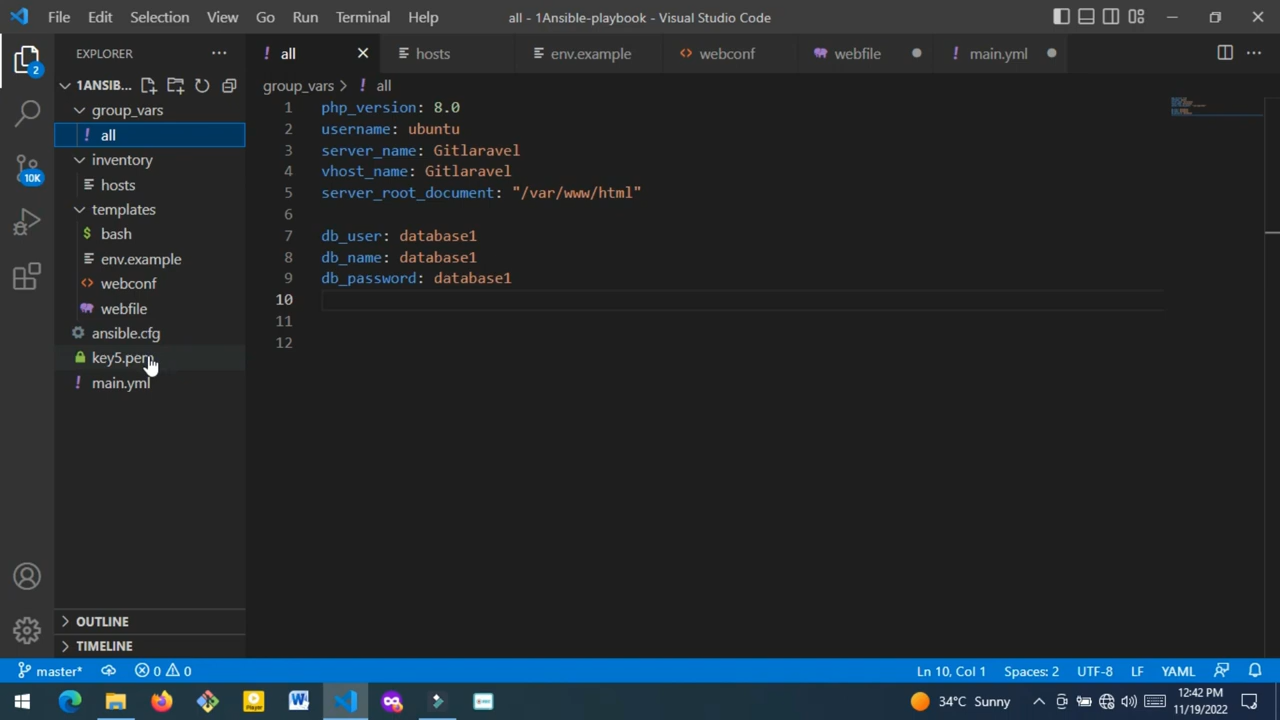 File Edit Selection View Go Run Terminal Help
all - 1Ansible-playbook - Visual Studio Code
EXPLORER
all
hosts
env.example
webconf
webfile
main.yml
1ANSIB...
group_vars
all
inventory
hosts
templates
bash
env.example
webconf
webfile
ansible.cfg
key5.pem
main.yml
OUTLINE
TIMELINE
2
10K
group_vars > all
1 php_version: 8.0
2 username: ubuntu
3 server_name: Gitlaravel
4 vhost_name: Gitlaravel
5 server_root_document: "/var/www/html"
6
7 db_user: database1
8 db_name: database1
9 db_password: database1
10
11
12
master* 0 0 Ln 10, Col 1 Spaces: 2 UTF-8 LF YAML
Player
34°C Sunny
12:42 PM
11/19/2022